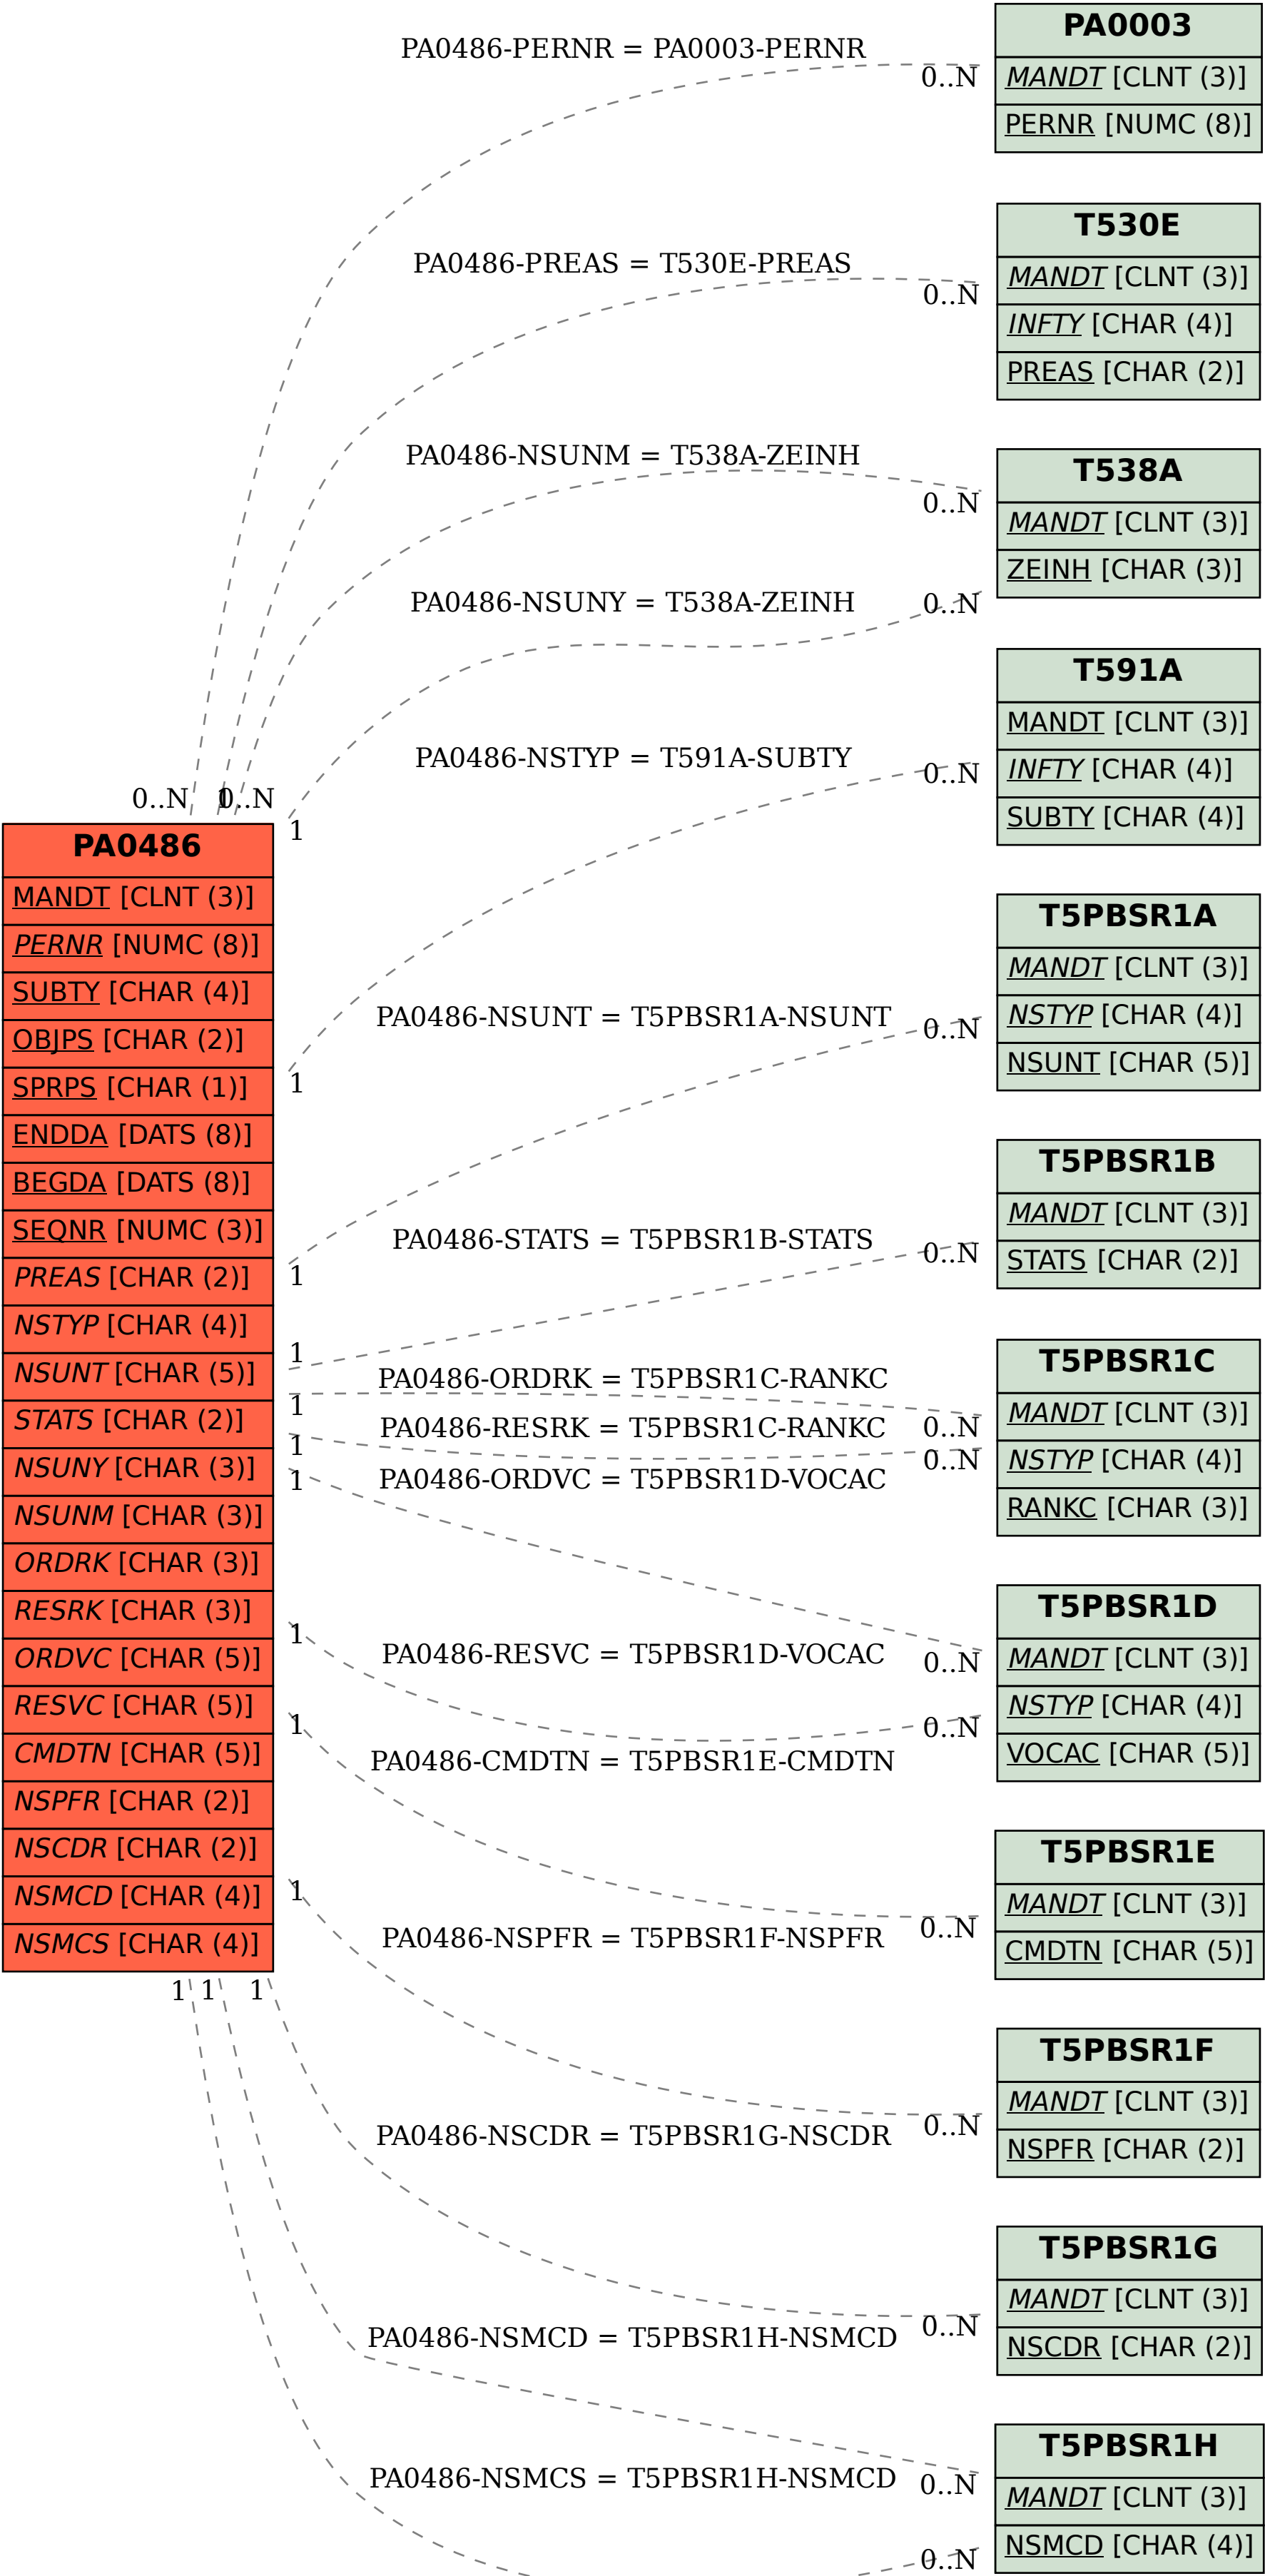 PA0003
MANDT [CLNT (3)]
PERNR [NUMC (8)]
PA0486-PERNR = PA0003-PERNR
0..N
T530E
MANDT [CLNT (3)]
INFTY [CHAR (4)]
PREAS [CHAR (2)]
PA0486-PREAS = T530E-PREAS
0..N
T538A
MANDT [CLNT (3)]
ZEINH [CHAR (3)]
PA0486-NSUNM = T538A-ZEINH
0..N
PA0486-NSUNY = T538A-ZEINH
0..N
T591A
MANDT [CLNT (3)]
INFTY [CHAR (4)]
SUBTY [CHAR (4)]
PA0486-NSTYP = T591A-SUBTY
0..N
0..N
1
0..N
1
PA0486
MANDT [CLNT (3)]
PERNR [NUMC (8)]
SUBTY [CHAR (4)]
OBJPS [CHAR (2)]
SPRPS [CHAR (1)]
ENDDA [DATS (8)]
BEGDA [DATS (8)]
SEQNR [NUMC (3)]
PREAS [CHAR (2)]
NSTYP [CHAR (4)]
NSUNT [CHAR (5)]
STATS [CHAR (2)]
NSUNY [CHAR (3)]
NSUNM [CHAR (3)]
ORDRK [CHAR (3)]
RESRK [CHAR (3)]
ORDVC [CHAR (5)]
RESVC [CHAR (5)]
CMDTN [CHAR (5)]
NSPFR [CHAR (2)]
NSCDR [CHAR (2)]
NSMCD [CHAR (4)]
NSMCS [CHAR (4)]
1
T5PBSR1A
MANDT [CLNT (3)]
NSTYP [CHAR (4)]
NSUNT [CHAR (5)]
PA0486-NSUNT = T5PBSR1A-NSUNT
0..N
1
T5PBSR1B
MANDT [CLNT (3)]
STATS [CHAR (2)]
PA0486-STATS = T5PBSR1B-STATS
0..N
1
T5PBSR1C
MANDT [CLNT (3)]
NSTYP [CHAR (4)]
RANKC [CHAR (3)]
PA0486-ORDRK = T5PBSR1C-RANKC
1
0..N
PA0486-RESRK = T5PBSR1C-RANKC
1
0..N
PA0486-ORDVC = T5PBSR1D-VOCAC
1
T5PBSR1D
MANDT [CLNT (3)]
NSTYP [CHAR (4)]
VOCAC [CHAR (5)]
1
PA0486-RESVC = T5PBSR1D-VOCAC
0..N
1
0..N
PA0486-CMDTN = T5PBSR1E-CMDTN
T5PBSR1E
MANDT [CLNT (3)]
CMDTN [CHAR (5)]
1
0..N
PA0486-NSPFR = T5PBSR1F-NSPFR
1
1
1
T5PBSR1F
MANDT [CLNT (3)]
NSPFR [CHAR (2)]
0..N
PA0486-NSCDR = T5PBSR1G-NSCDR
T5PBSR1G
MANDT [CLNT (3)]
NSCDR [CHAR (2)]
0..N
PA0486-NSMCD = T5PBSR1H-NSMCD
T5PBSR1H
MANDT [CLNT (3)]
NSMCD [CHAR (4)]
PA0486-NSMCS = T5PBSR1H-NSMCD
0..N
0..N